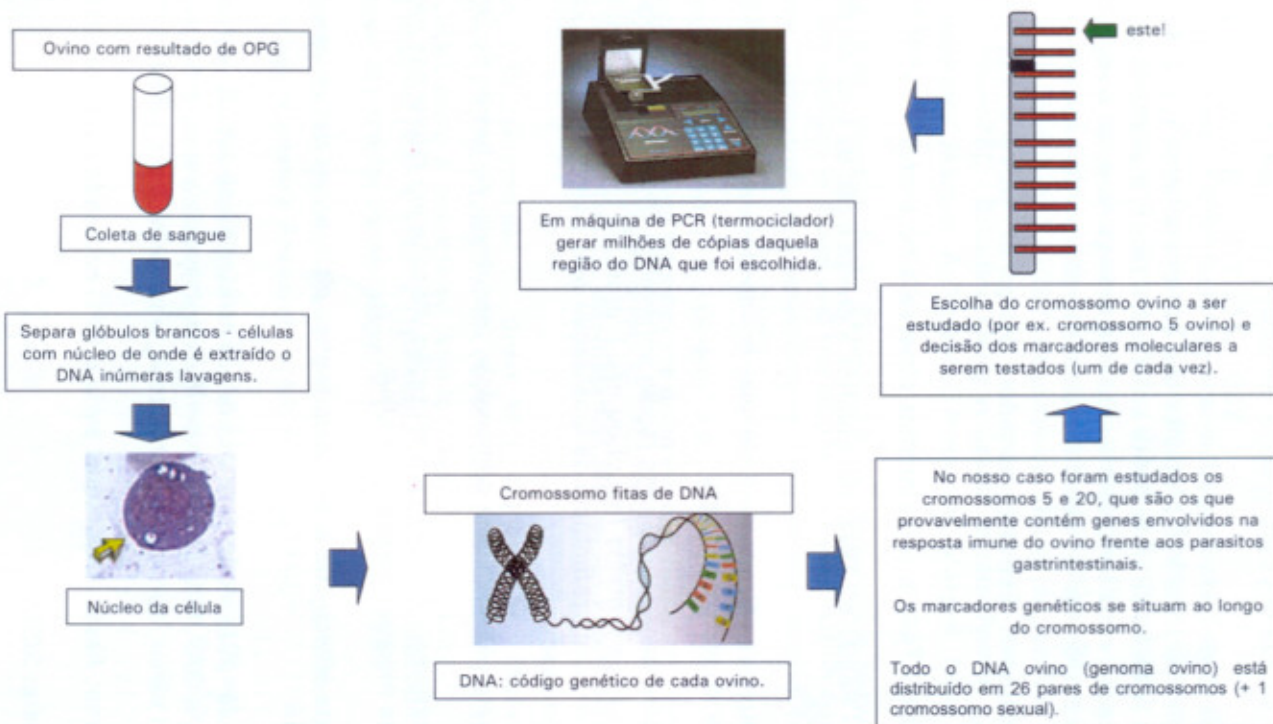 Ovino com resultado de OPG
Coleta de sangue
Separa glóbulos brancos - células
com núcleo de onde é extraído o
DNA inúmeras lavagens.
Núcleo da célula
Cromossomo fitas de DNA
DNA: código genético de cada ovino.
No nosso caso foram estudados os
cromossomos 5 e 20, que são os que
provavelmente contém genes envolvidos na
resposta imune do ovino frente aos parasitos
gastrintestinais.
Os marcadores genéticos se situam ao longo
do cromossomo.
Todo o DNA ovino (genoma ovino) está
distribuído em 26 pares de cromossomos (+ 1
cromossomo sexual).
este!
Escolha do cromossomo ovino a ser
estudado (por ex. cromossomo 5 ovino) e
decisão dos marcadores moleculares a
serem testados (um de cada vez).
Em máquina de PCR (termociclador)
gerar milhões de cópias daquela
região do DNA que foi escolhida.